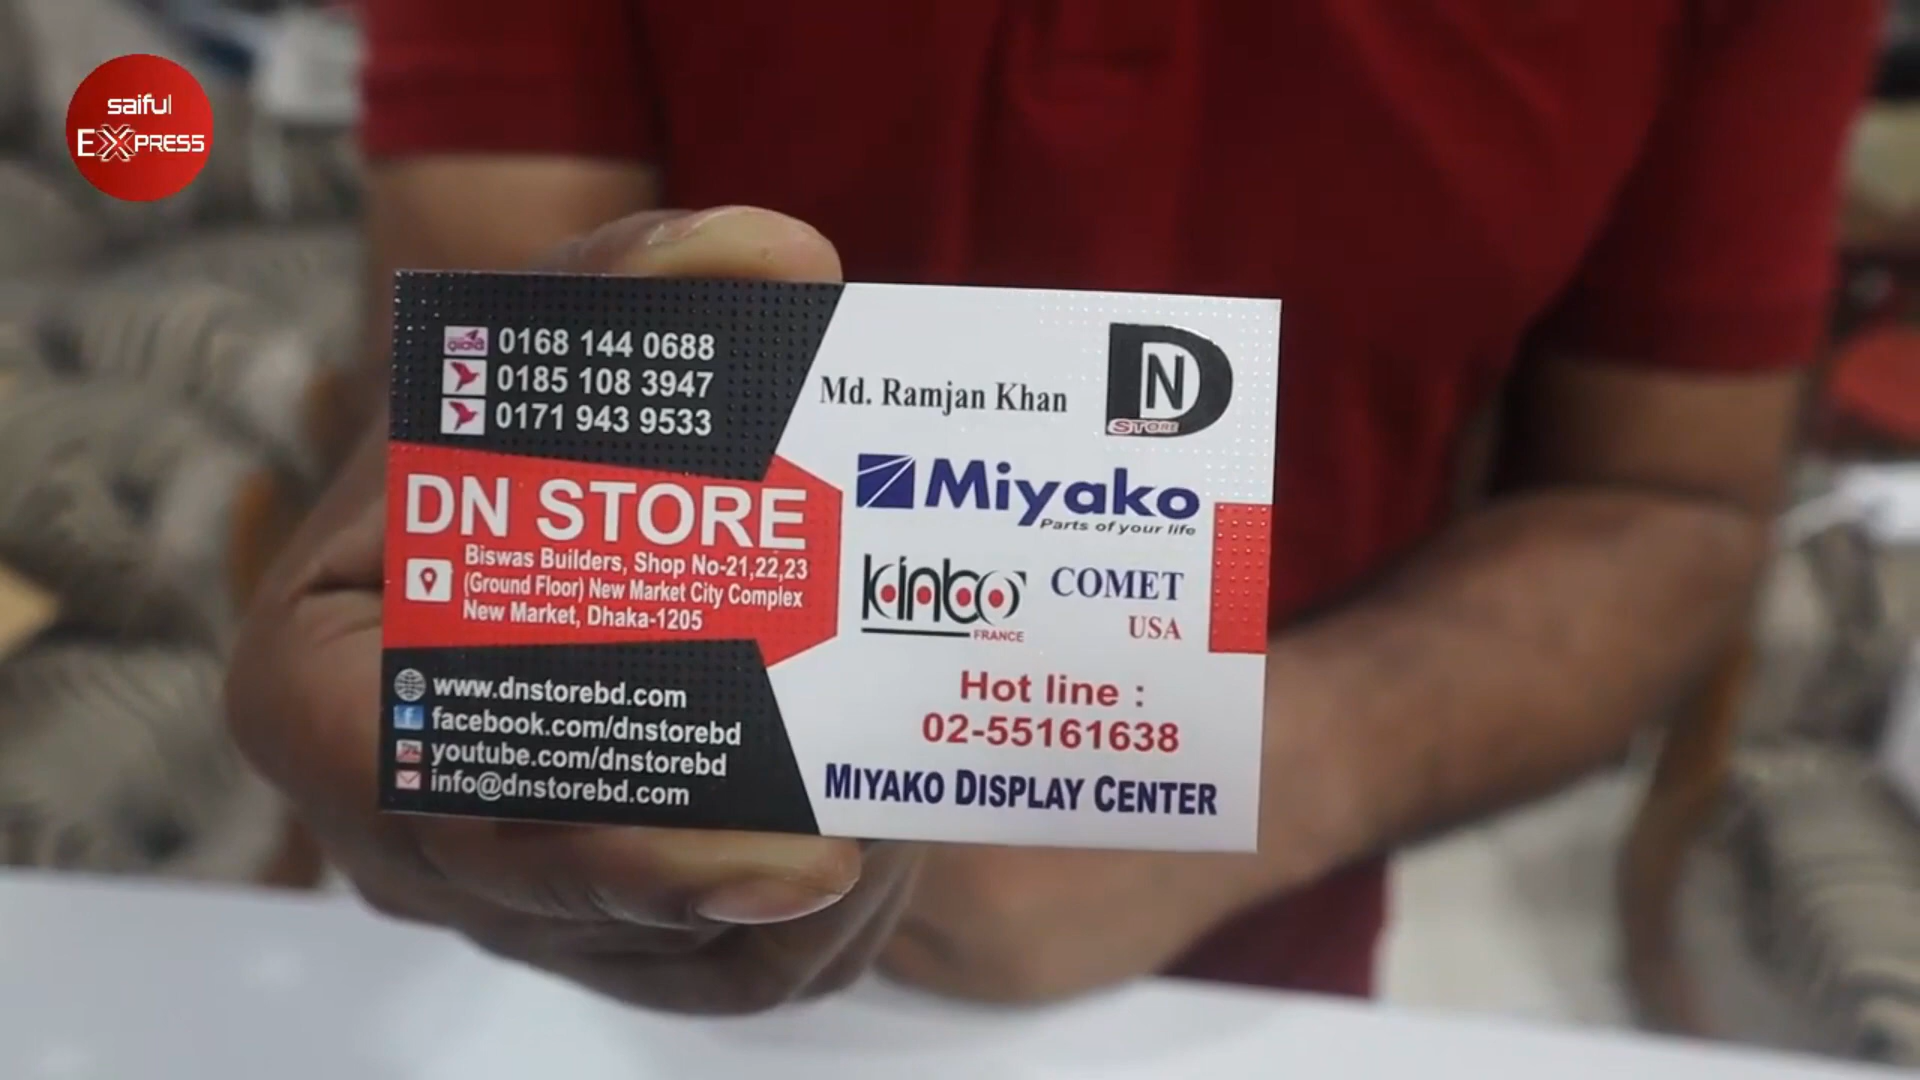 saiful
EXPRESS
0168 144 0688
0185 108 3947
0171 943 9533
DN STORE
Biswas Builders, Shop No-21,22,23
(Ground Floor) New Market City Complex
New Market, Dhaka-1205
www.dnstorebd.com
facebook.com/dnstorebd
youtube.com/dnstorebd
info@dnstorebd.com
Md. Ramjan Khan
DN
STORE
Miyako
Parts of your life
kinbo
FRANCE
COMET
USA
Hot line :
02-55161638
MIYAKO DISPLAY CENTER